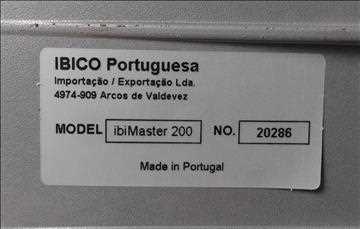 IBICO Portuguesa
Importação / Exportação Lda.
4974-909 Arcos de Valdevez
MODEL ibiMaster 200 NO. 20286
Made in Portugal